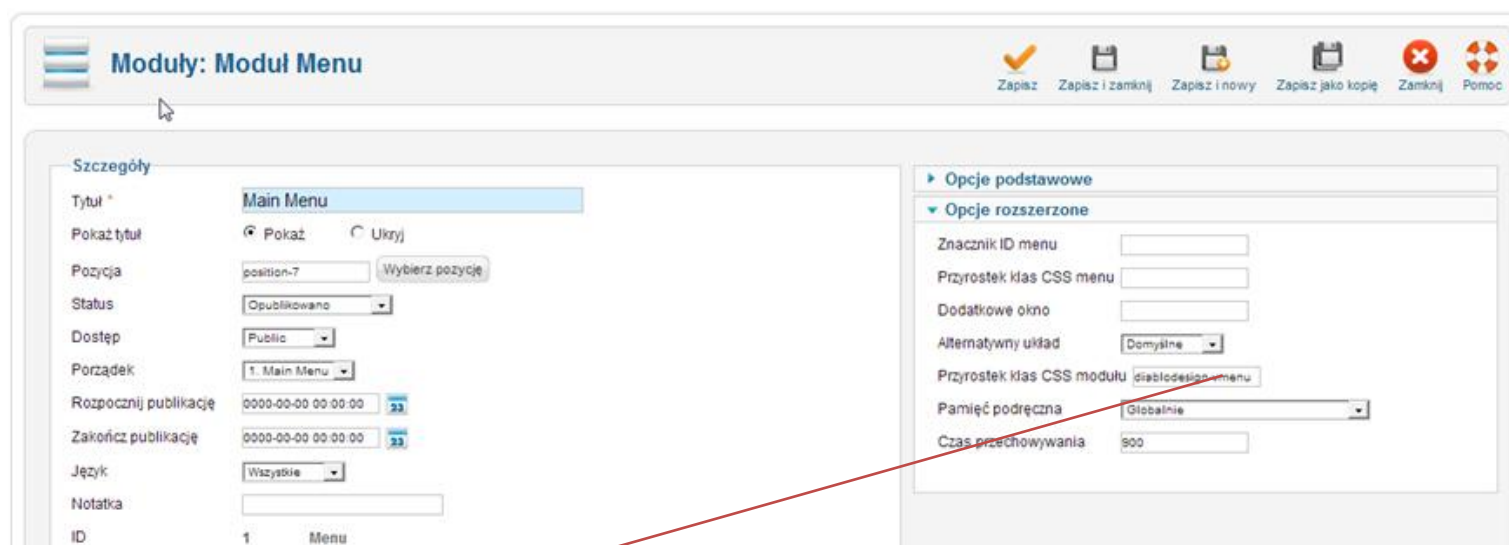 Moduły: Moduł Menu
Zapisz
Zapisz i zamknij
Zapisz i nowy
Zapisz jako kopię
Zamknij
Pomoc
Szczegóły
Tytuł *
Main Menu
Pokaż tytuł
Pokaż
Ukryj
Pozycja
position-7
Wybierz pozycję
Status
Opublikowano
Dostęp
Public
Porządek
1. Main Menu
Rozpocznij publikację
0000-00-00 00:00:00
23
Zakończ publikację
0000-00-00 00:00:00
23
Język
Wszystkie
Notatka
ID
1
Menu
Opcje podstawowe
Opcje rozszerzone
Znacznik ID menu
Przyrostek klas CSS menu
Dodatkowe okno
Alternatywny układ
Domyślne
Przyrostek klas CSS modułu
Pamięć podręczna
Globalnie
Czas przechowywania
900